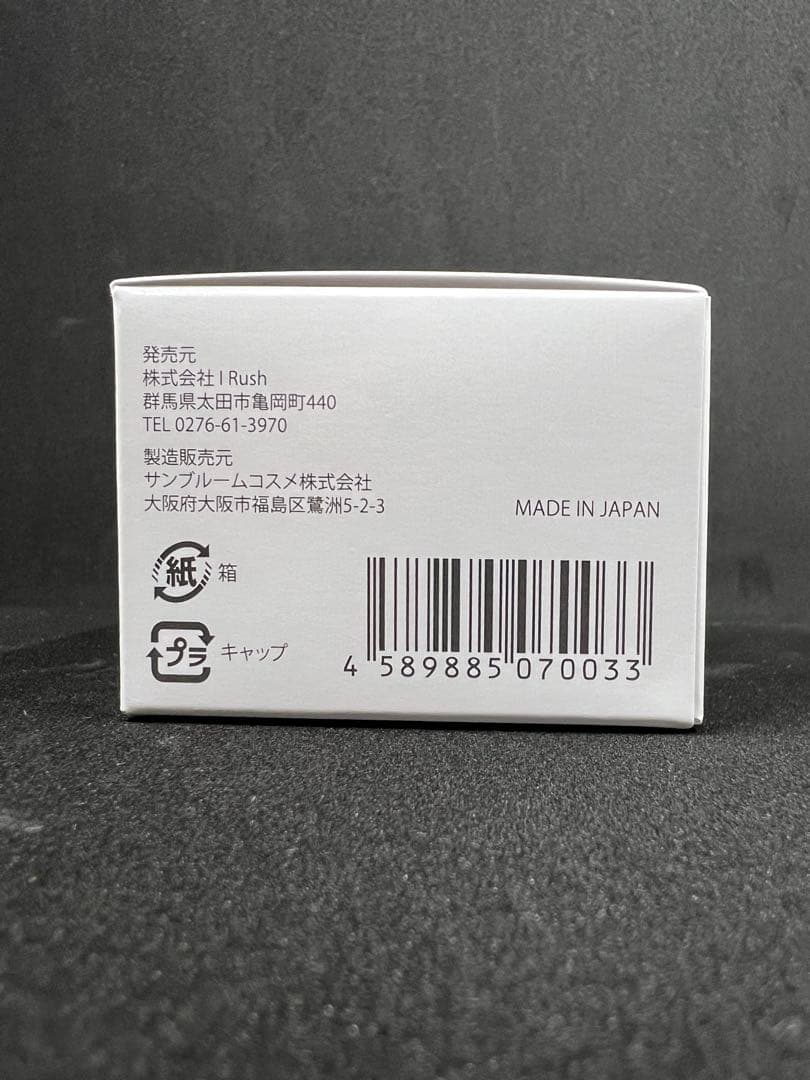 発売元
株式会社 I Rush
群馬県太田市亀岡町440
TEL 0276-61-3970
製造販売元
サンブルームコスメ株式会社
大阪府大阪市福島区鷺洲5-2-3
MADE IN JAPAN
紙 箱
プラ キャップ
4 589885 070033